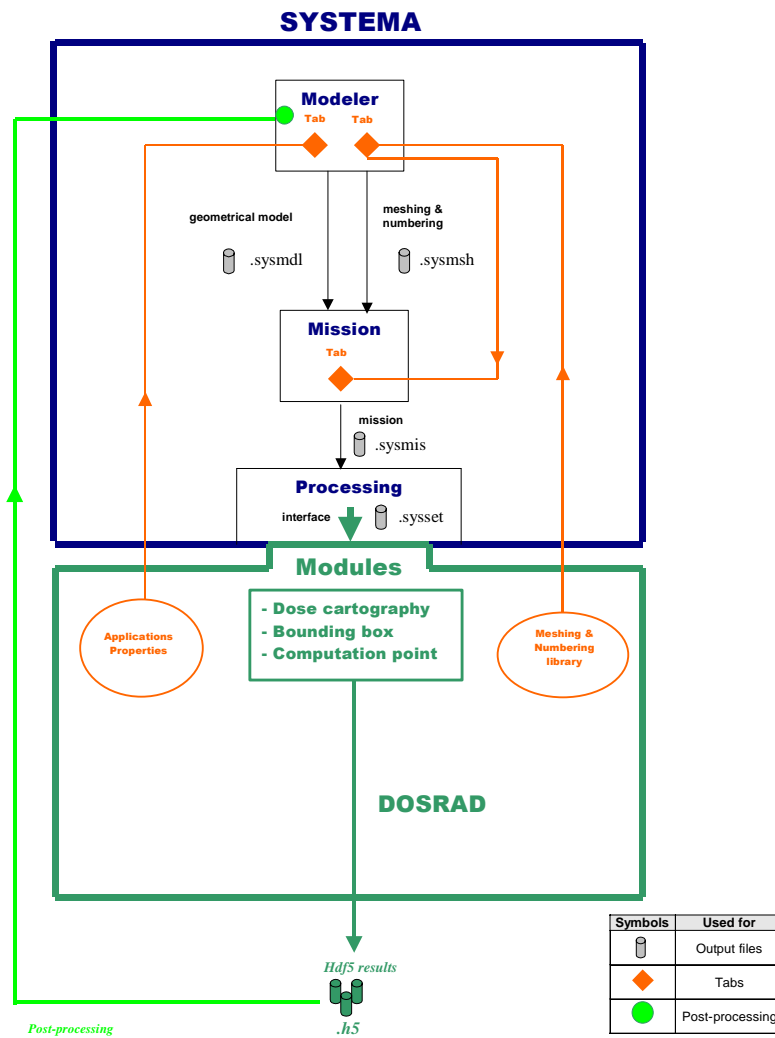 SYSTEMA
Modeler
Tab Tab
geometrical model
meshing &
numbering
.sysmdl
.sysmsh
Mission
Tab
mission
.sysmis
Processing
interface
.sysset
Modules
- Dose cartography
- Bounding box
- Computation point
Applications
Properties
Meshing &
Numbering
library
DOSRAD
Hdf5 results
.h5
Post-processing
Symbols Used for
Output files
Tabs
Post-processing